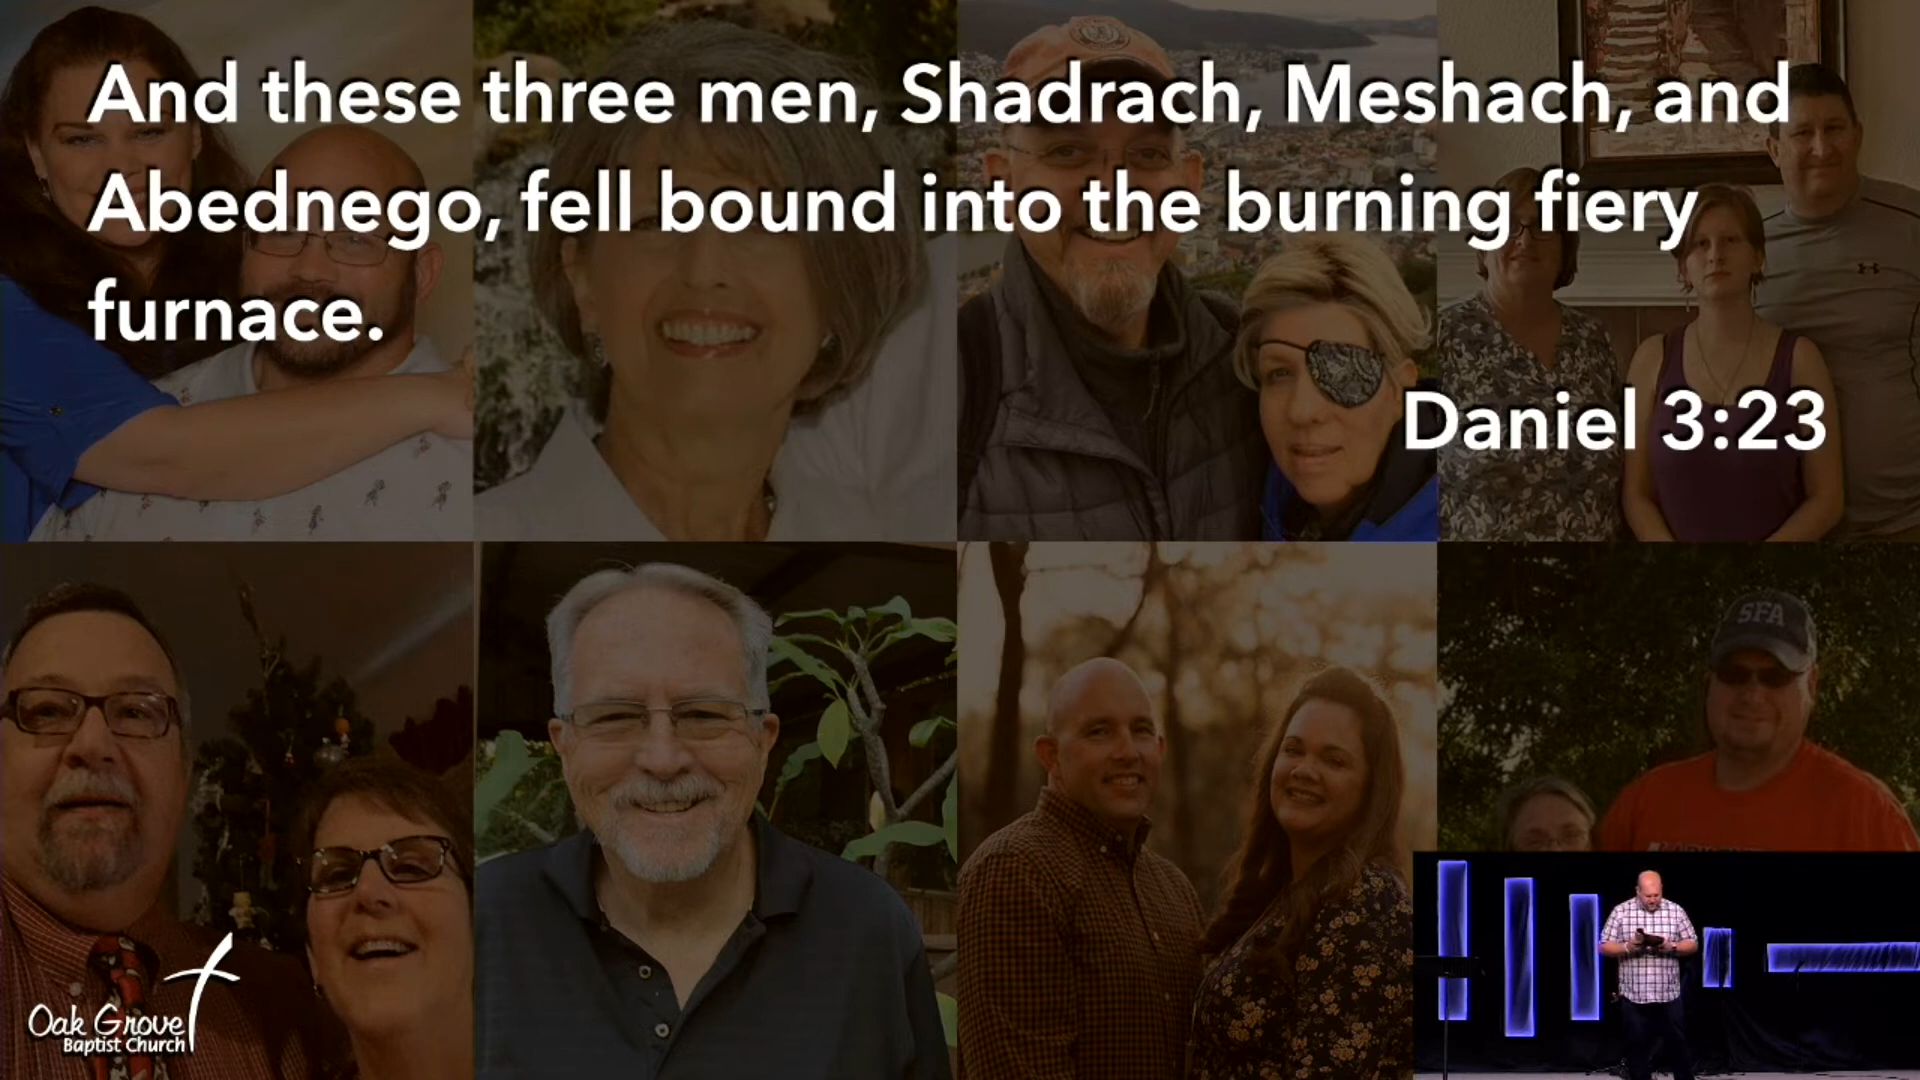 And these three men, Shadrach, Meshach, and
Abednego, fell bound into the burning fiery
furnace.
Daniel 3:23
SFA
Oak Grove
Baptist Church